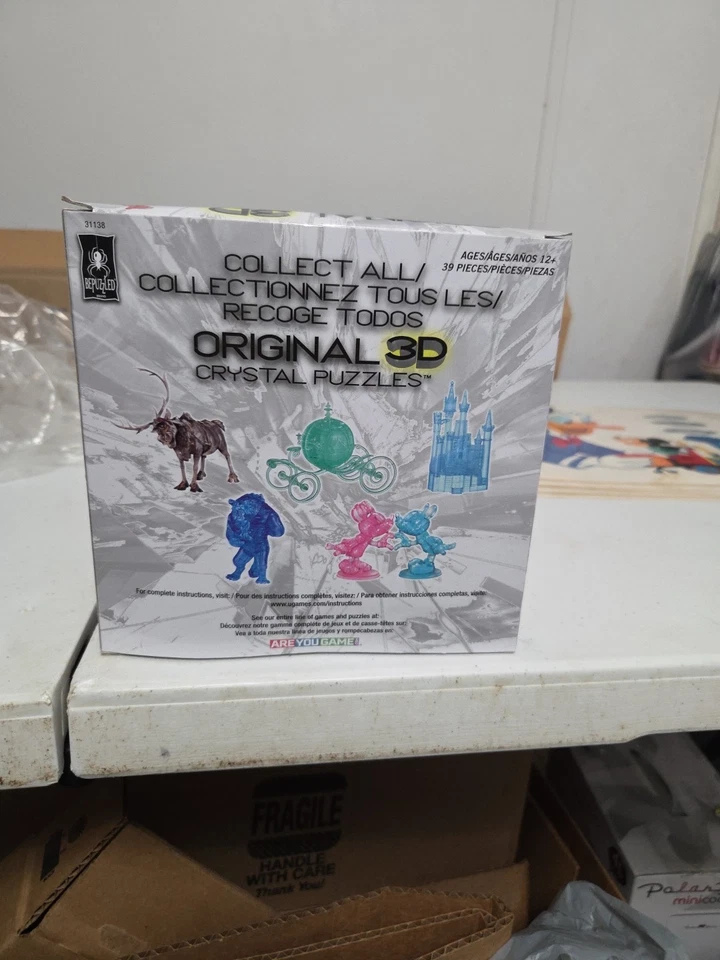 31138
BEPUZZLED
AGES/ÂGES/AÑOS 12+
39 PIECES/PIÈCES/PIEZAS
COLLECT ALL/
COLLECTIONNEZ TOUS LES/
RECOGE TODOS
ORIGINAL 3D
CRYSTAL PUZZLES™
For complete instructions, visit: / Pour des instructions complètes, visitez: / Para obtener instrucciones completas, visite:
www.ugames.com/instructions
See our entire line of games and puzzles at:
Découvrez notre gamme complète de jeux et de casse-têtes sur:
Vea a toda nuestra línea de juegos y rompecabezas en:
AREYOUGAME
FRAGILE
HANDLE
WITH CARE
Thank You!
Polar
minicoo